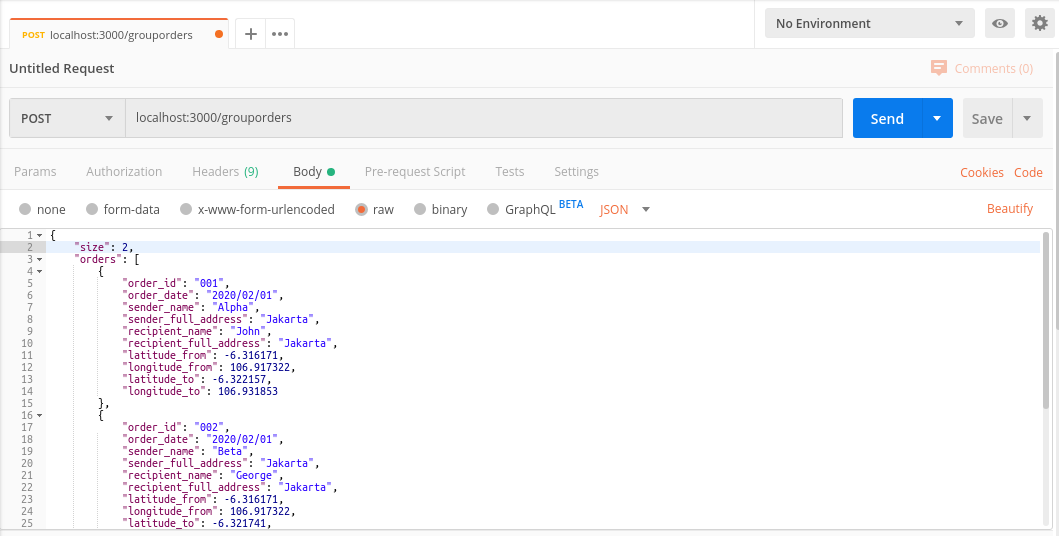 POST localhost:3000/grouporders
No Environment
Untitled Request
Comments (0)
POST localhost:3000/grouporders Send Save
Params Authorization Headers (9) Body Pre-request Script Tests Settings Cookies Code
none form-data x-www-form-urlencoded raw binary GraphQL BETA JSON Beautify
1 {
2 "size": 2,
3 "orders": [
4 {
5 "order_id": "001",
6 "order_date": "2020/02/01",
7 "sender_name": "Alpha",
8 "sender_full_address": "Jakarta",
9 "recipient_name": "John",
10 "recipient_full_address": "Jakarta",
11 "latitude_from": -6.316171,
12 "longitude_from": 106.917322,
13 "latitude_to": -6.322157,
14 "longitude_to": 106.931853
15 },
16 {
17 "order_id": "002",
18 "order_date": "2020/02/01",
19 "sender_name": "Beta",
20 "sender_full_address": "Jakarta",
21 "recipient_name": "George",
22 "recipient_full_address": "Jakarta",
23 "latitude_from": -6.316171,
24 "longitude_from": 106.917322,
25 "latitude_to": -6.321741,